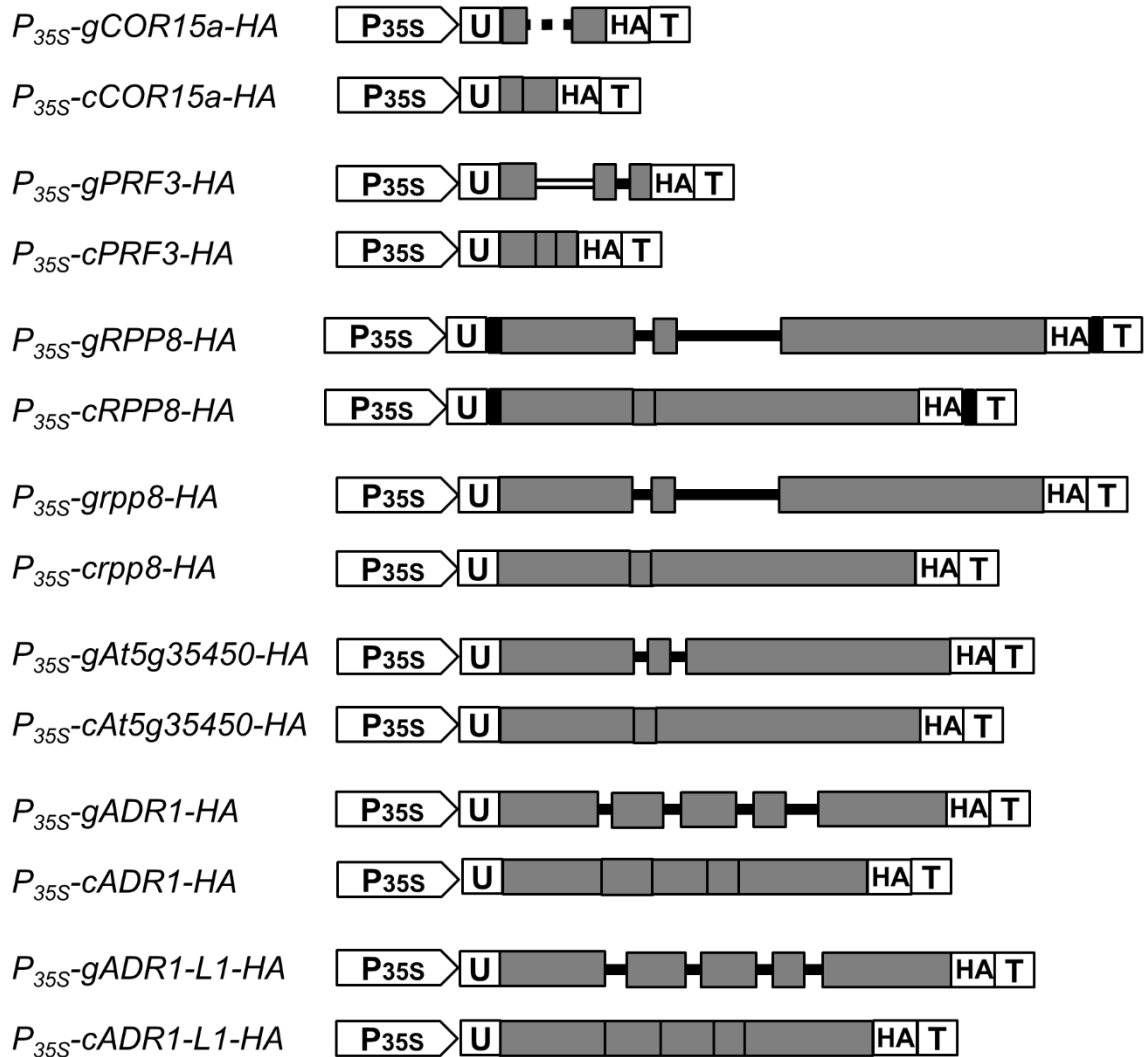 P35S-gCOR15a-HA P35S U HA T
P35S-cCOR15a-HA P35S U HA T
P35S-gPRF3-HA P35S U HA T
P35S-cPRF3-HA P35S U HA T
P35S-gRPP8-HA P35S U HA T
P35S-cRPP8-HA P35S U HA T
P35S-grpp8-HA P35S U HA T
P35S-crpp8-HA P35S U HA T
P35S-gAt5g35450-HA P35S U HA T
P35S-cAt5g35450-HA P35S U HA T
P35S-gADR1-HA P35S U HA T
P35S-cADR1-HA P35S U HA T
P35S-gADR1-L1-HA P35S U HA T
P35S-cADR1-L1-HA P35S U HA T